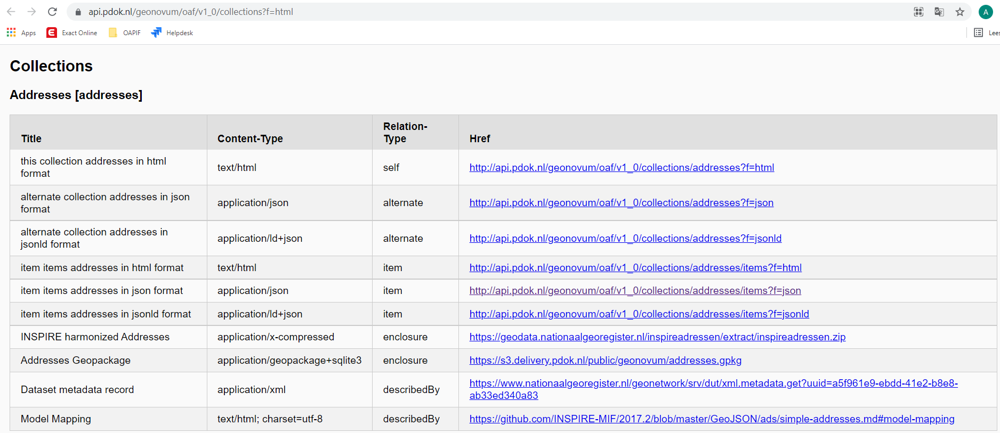 api.pdok.nl/geonovum/oaf/v1_0/collections?f=html
A
Apps
Exact Online
OAPIF
Helpdesk
Lees
Collections
Addresses [addresses]
Title Content-Type Relation-Type Href
this collection addresses in html format text/html self http://api.pdok.nl/geonovum/oaf/v1_0/collections/addresses?f=html
alternate collection addresses in json format application/json alternate http://api.pdok.nl/geonovum/oaf/v1_0/collections/addresses?f=json
alternate collection addresses in jsonld format application/ld+json alternate http://api.pdok.nl/geonovum/oaf/v1_0/collections/addresses?f=jsonld
item items addresses in html format text/html item http://api.pdok.nl/geonovum/oaf/v1_0/collections/addresses/items?f=html
item items addresses in json format application/json item http://api.pdok.nl/geonovum/oaf/v1_0/collections/addresses/items?f=json
item items addresses in jsonld format application/ld+json item http://api.pdok.nl/geonovum/oaf/v1_0/collections/addresses/items?f=jsonld
INSPIRE harmonized Addresses application/x-compressed enclosure https://geodata.nationaalgeoregister.nl/inspireadressen/extract/inspireadressen.zip
Addresses Geopackage application/geopackage+sqlite3 enclosure https://s3.delivery.pdok.nl/public/geonovum/addresses.gpkg
Dataset metadata record application/xml describedBy https://www.nationaalgeoregister.nl/geonetwork/srv/dut/xml.metadata.get?uuid=a5f961e9-ebdd-41e2-b8e8-ab33ed340a83
Model Mapping text/html; charset=utf-8 describedBy https://github.com/INSPIRE-MIF/2017.2/blob/master/GeoJSON/ads/simple-addresses.md#model-mapping